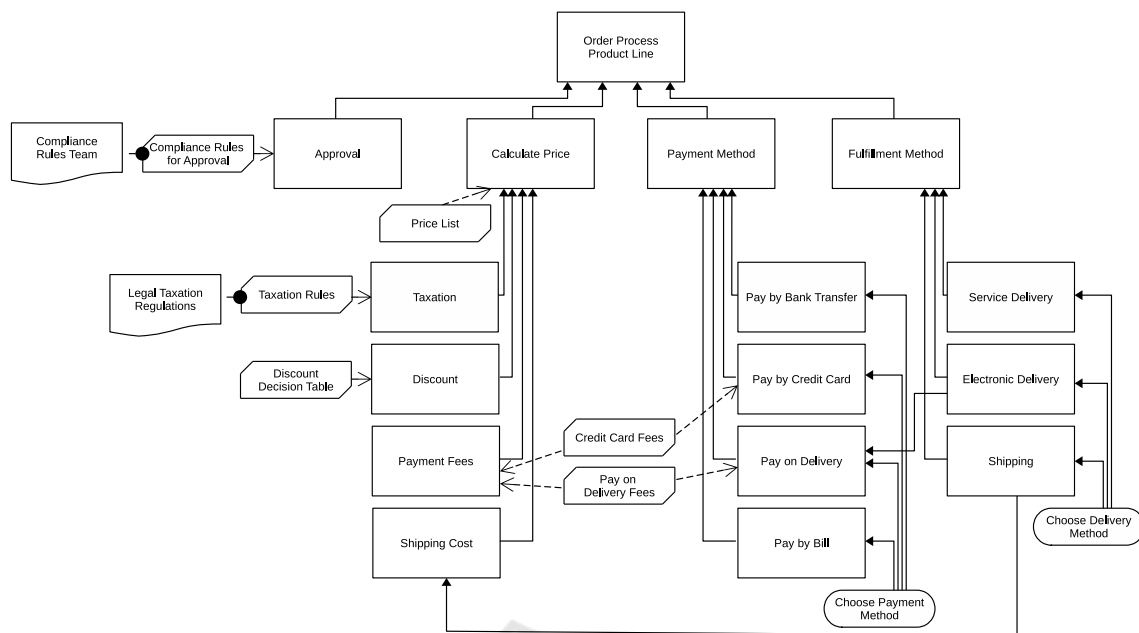 Order Process
Product Line
Compliance
Rules Team
Compliance Rules
for Approval
Approval
Calculate Price
Payment Method
Fulfillment Method
Price List
Legal Taxation
Regulations
Taxation Rules
Taxation
Pay by Bank Transfer
Service Delivery
Discount
Decision Table
Discount
Pay by Credit Card
Electronic Delivery
Credit Card Fees
Payment Fees
Pay on Delivery
Shipping
Pay on
Delivery Fees
Choose Delivery
Method
Shipping Cost
Pay by Bill
Choose Payment
Method